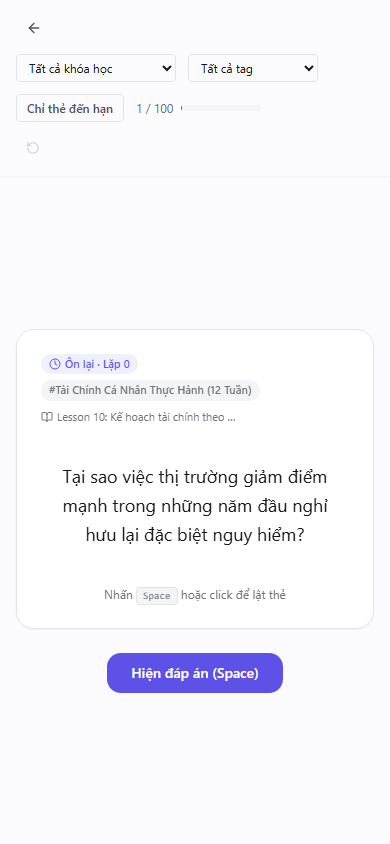 Tất cả khóa học Tất cả tag
Chỉ thẻ đến hạn 1 / 100
Ôn lại · Lặp 0
#Tài Chính Cá Nhân Thực Hành (12 Tuần)
Lesson 10: Kế hoạch tài chính theo ...
Tại sao việc thị trường giảm điểm
mạnh trong những năm đầu nghỉ
hưu lại đặc biệt nguy hiểm?
Nhấn Space hoặc click để lật thẻ
Hiện đáp án (Space)